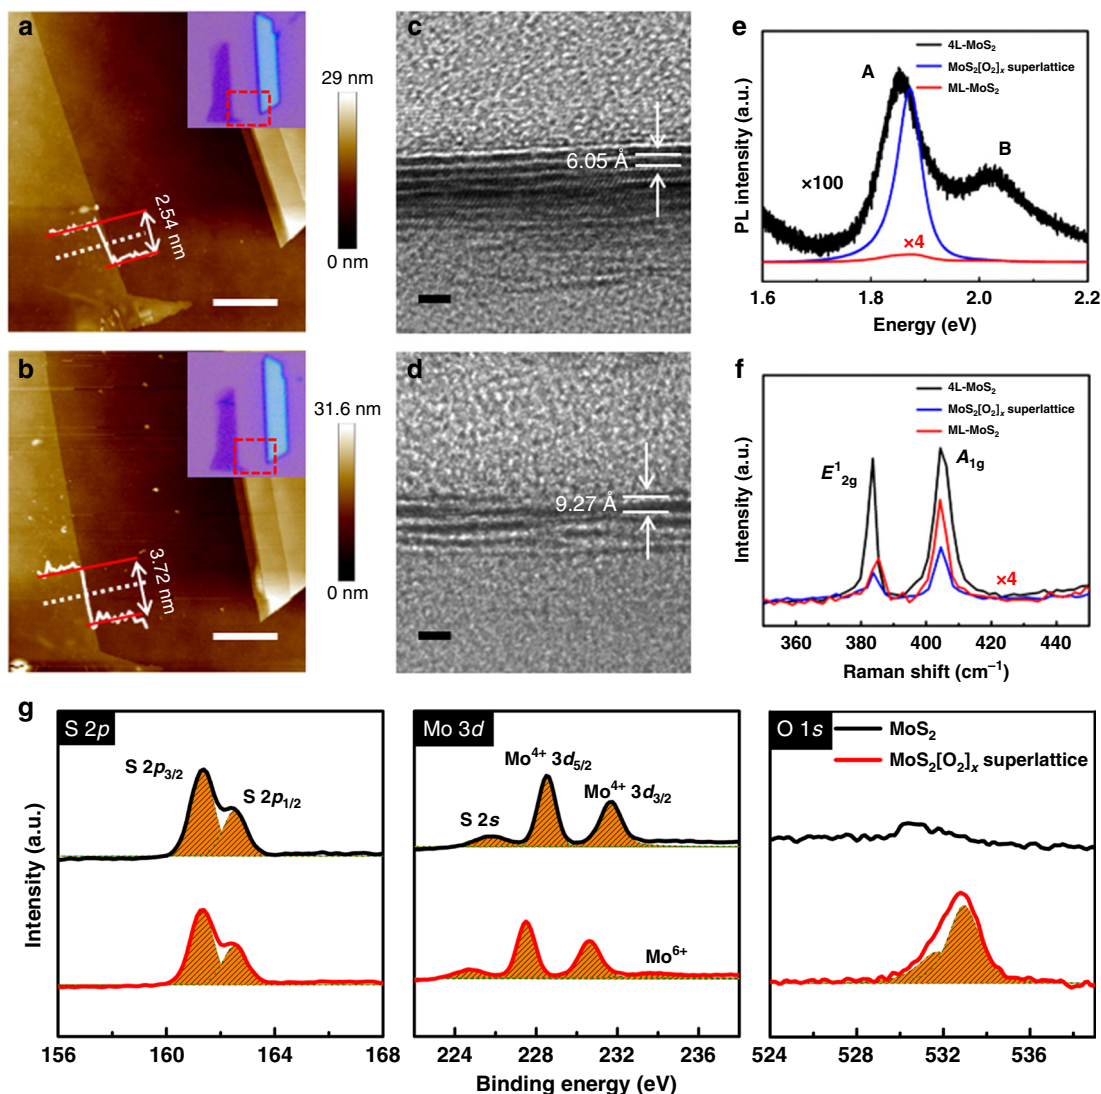 a
29 nm
0 nm
2.54 nm
b
31.6 nm
0 nm
3.72 nm
c
6.05 Å
d
9.27 Å
e
4L-MoS₂
MoS₂[O₂]ₓ superlattice
ML-MoS₂
A
B
×100
×4
PL intensity (a.u.)
1.6 1.8 2.0 2.2
Energy (eV)
f
4L-MoS₂
MoS₂[O₂]ₓ superlattice
ML-MoS₂
E¹₂g
A₁g
×4
Intensity (a.u.)
360 380 400 420 440
Raman shift (cm⁻¹)
g
S 2p
S 2p₃/₂
S 2p₁/₂
Intensity (a.u.)
156 160 164 168
Mo 3d
Mo⁴⁺ 3d₅/₂
Mo⁴⁺ 3d₃/₂
S 2s
Mo⁶⁺
224 228 232 236
Binding energy (eV)
O 1s
MoS₂
MoS₂[O₂]ₓ superlattice
524 528 532 536